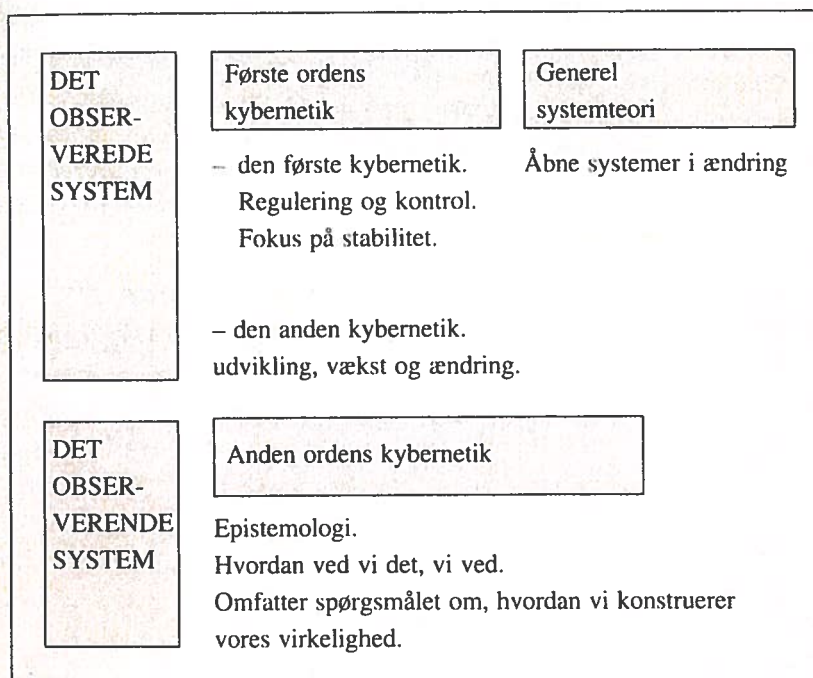 DET
OBSER-
VEREDE
SYSTEM
Første ordens
kybernetik
– den første kybernetik.
Regulering og kontrol.
Fokus på stabilitet.
– den anden kybernetik.
udvikling, vækst og ændring.
Generel
systemteori
Åbne systemer i ændring
DET
OBSER-
VERENDE
SYSTEM
Anden ordens kybernetik
Epistemologi.
Hvordan ved vi det, vi ved.
Omfatter spørgsmålet om, hvordan vi konstruerer
vores virkelighed.